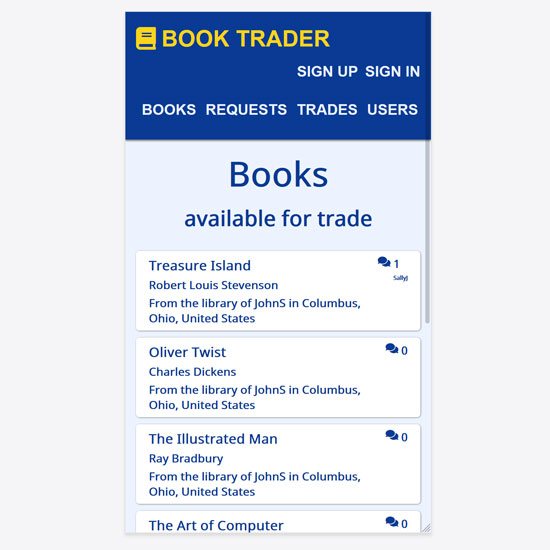 BOOK TRADER
SIGN UP SIGN IN
BOOKS REQUESTS TRADES USERS
Books
available for trade
Treasure Island
1
SallyJ
Robert Louis Stevenson
From the library of JohnS in Columbus,
Ohio, United States
Oliver Twist
0
Charles Dickens
From the library of JohnS in Columbus,
Ohio, United States
The Illustrated Man
0
Ray Bradbury
From the library of JohnS in Columbus,
Ohio, United States
The Art of Computer
0